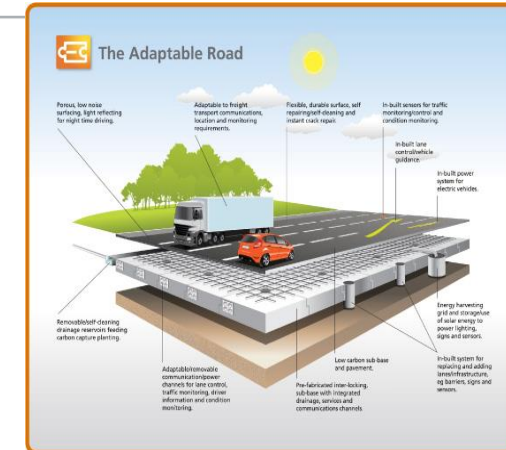 The Adaptable Road
Porous, low noise
surfacing, light reflecting
for night time driving.
Adaptable to freight
transport communications,
location and monitoring
requirements.
Flexible, durable surface, self
repairing/self-cleaning and
instant crack repair.
In-built sensors for traffic
monitoring/control and
condition monitoring.
In-built lane
control/vehicle
guidance.
In-built power
system for
electric vehicles.
Removable/self-cleaning
drainage reservoirs feeding
carbon capture planting.
Adaptable/removable
communication/power
channels for lane control,
traffic monitoring, driver
information and condition
monitoring.
Pre-fabricated inter-locking,
sub-base with integrated
drainage, services and
communications channels.
Low carbon sub-base
and pavement.
Energy harvesting
grid and storage/use
of solar energy to
power lighting,
signs and sensors.
In-built system for
replacing and adding
lanes/infrastructure,
eg barriers, signs and
sensors.